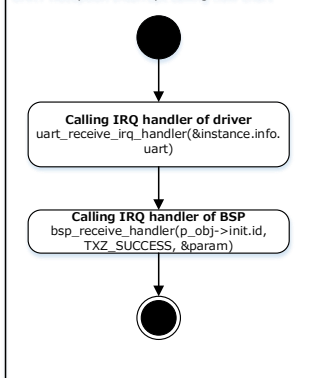 Calling IRQ handler of driver
uart_receive_irq_handler(&instance.info.
uart)
Calling IRQ handler of BSP
bsp_receive_handler(p_obj->init.id,
TXZ_SUCCESS, &param)